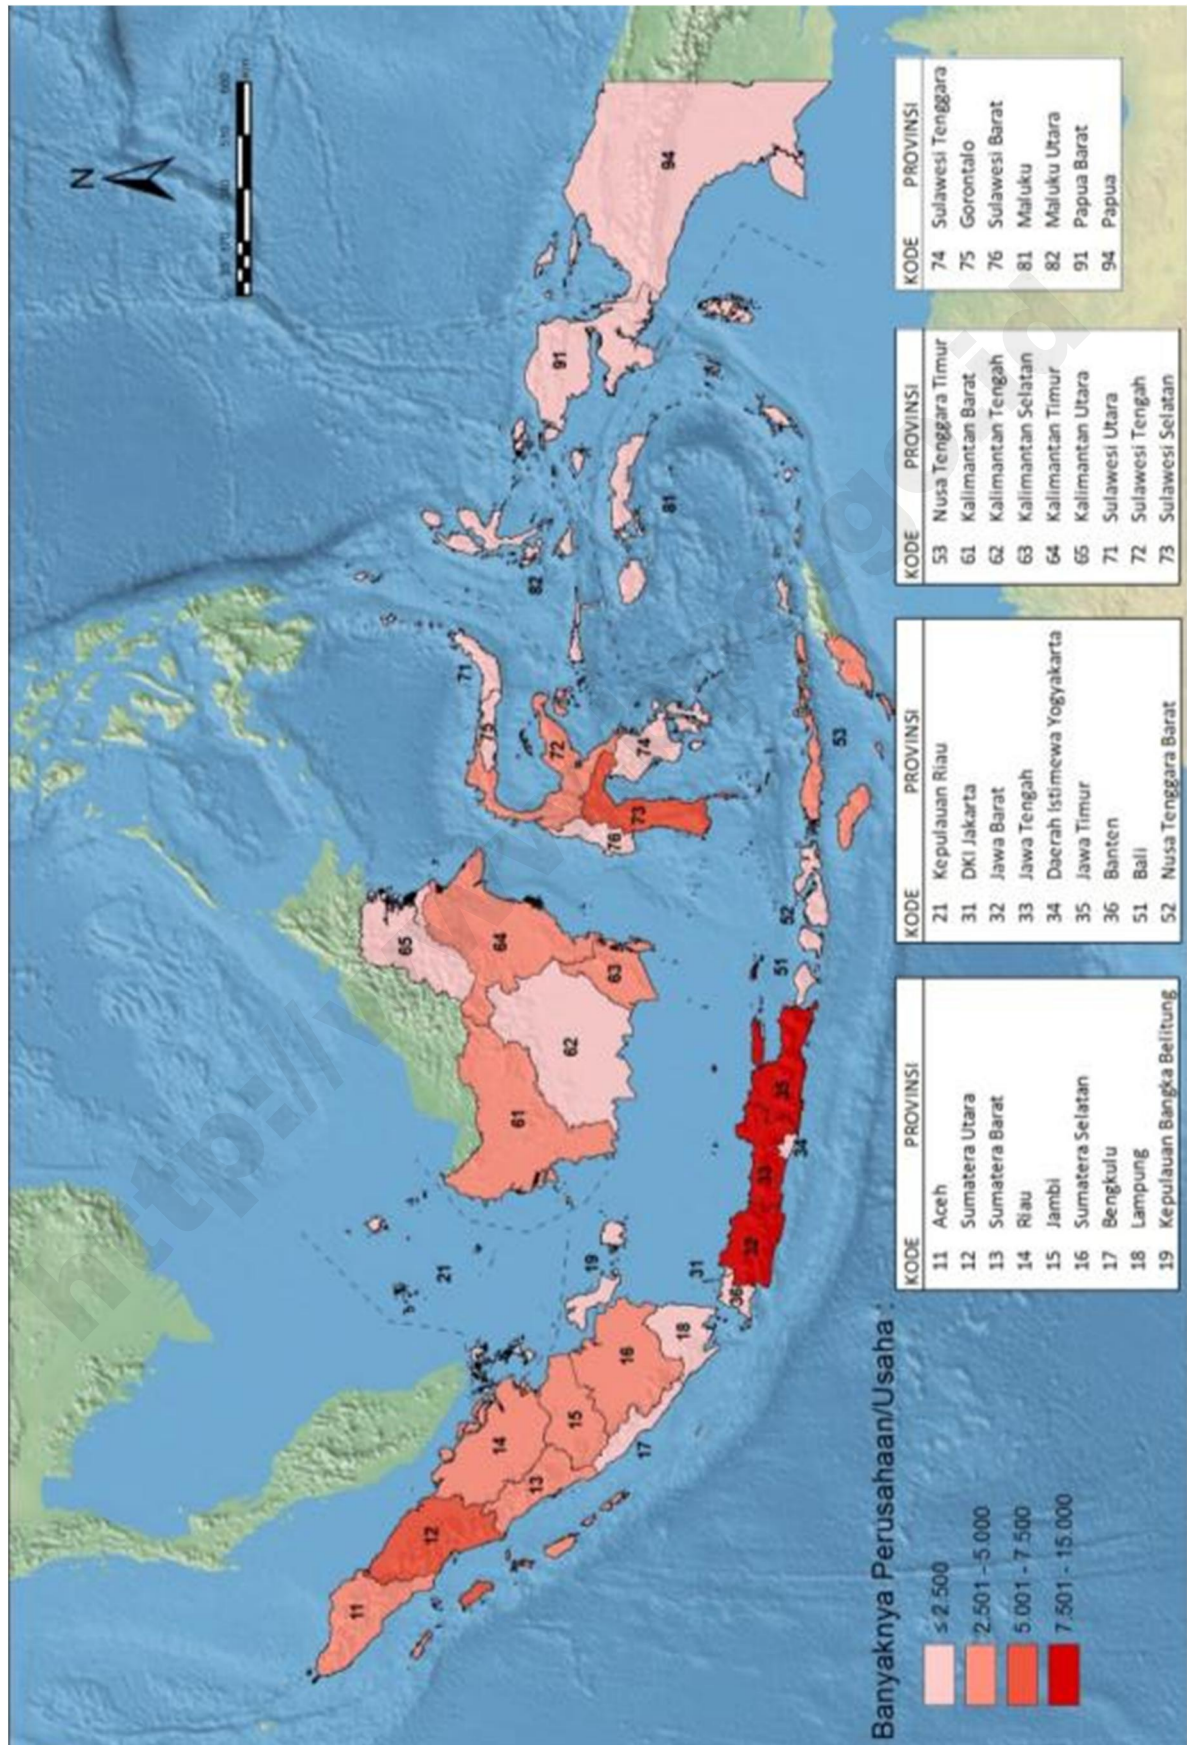 N
km
Banyaknya Perusahaan/Usaha :
≤ 2.500
2.501 - 5.000
5.001 - 7.500
7.501 - 15.000
KODE PROVINSI
11 Aceh
12 Sumatera Utara
13 Sumatera Barat
14 Riau
15 Jambi
16 Sumatera Selatan
17 Bengkulu
18 Lampung
19 Kepulauan Bangka Belitung
KODE PROVINSI
21 Kepulauan Riau
31 DKI Jakarta
32 Jawa Barat
33 Jawa Tengah
34 Daerah Istimewa Yogyakarta
35 Jawa Timur
36 Banten
51 Bali
52 Nusa Tenggara Barat
KODE PROVINSI
53 Nusa Tenggara Timur
61 Kalimantan Barat
62 Kalimantan Tengah
63 Kalimantan Selatan
64 Kalimantan Timur
65 Kalimantan Utara
71 Sulawesi Utara
72 Sulawesi Tengah
73 Sulawesi Selatan
KODE PROVINSI
74 Sulawesi Tenggara
75 Gorontalo
76 Sulawesi Barat
81 Maluku
82 Maluku Utara
91 Papua Barat
94 Papua
11
12
13
14
15
16
17
18
19
21
31
32
33
34
35
36
51
52
53
61
62
63
64
65
71
72
73
74
75
76
81
82
91
94